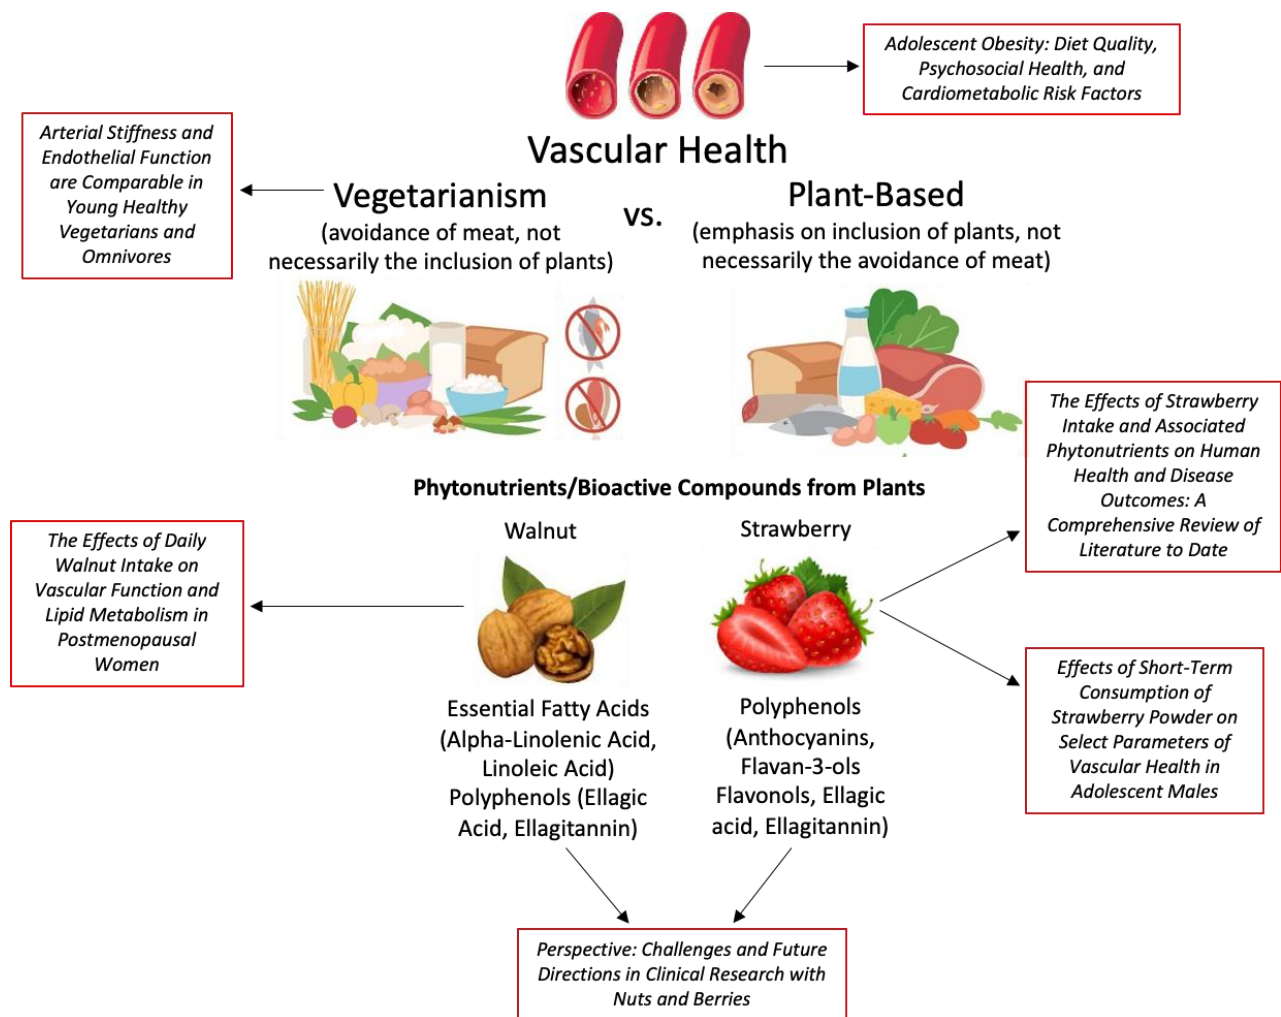 Adolescent Obesity: Diet Quality,
Psychosocial Health, and
Cardiometabolic Risk Factors
Vascular Health
Arterial Stiffness and
Endothelial Function
are Comparable in
Young Healthy
Vegetarians and
Omnivores
Vegetarianism
(avoidance of meat, not
necessarily the inclusion of plants)
vs.
Plant-Based
(emphasis on inclusion of plants, not
necessarily the avoidance of meat)
The Effects of Strawberry
Intake and Associated
Phytonutrients on Human
Health and Disease
Outcomes: A
Comprehensive Review of
Literature to Date
Phytonutrients/Bioactive Compounds from Plants
The Effects of Daily
Walnut Intake on
Vascular Function and
Lipid Metabolism in
Postmenopausal
Women
Walnut
Strawberry
Essential Fatty Acids
(Alpha-Linolenic Acid,
Linoleic Acid)
Polyphenols (Ellagic
Acid, Ellagitannin)
Polyphenols
(Anthocyanins,
Flavan-3-ols
Flavonols, Ellagic
acid, Ellagitannin)
Effects of Short-Term
Consumption of
Strawberry Powder on
Select Parameters of
Vascular Health in
Adolescent Males
Perspective: Challenges and Future
Directions in Clinical Research with
Nuts and Berries